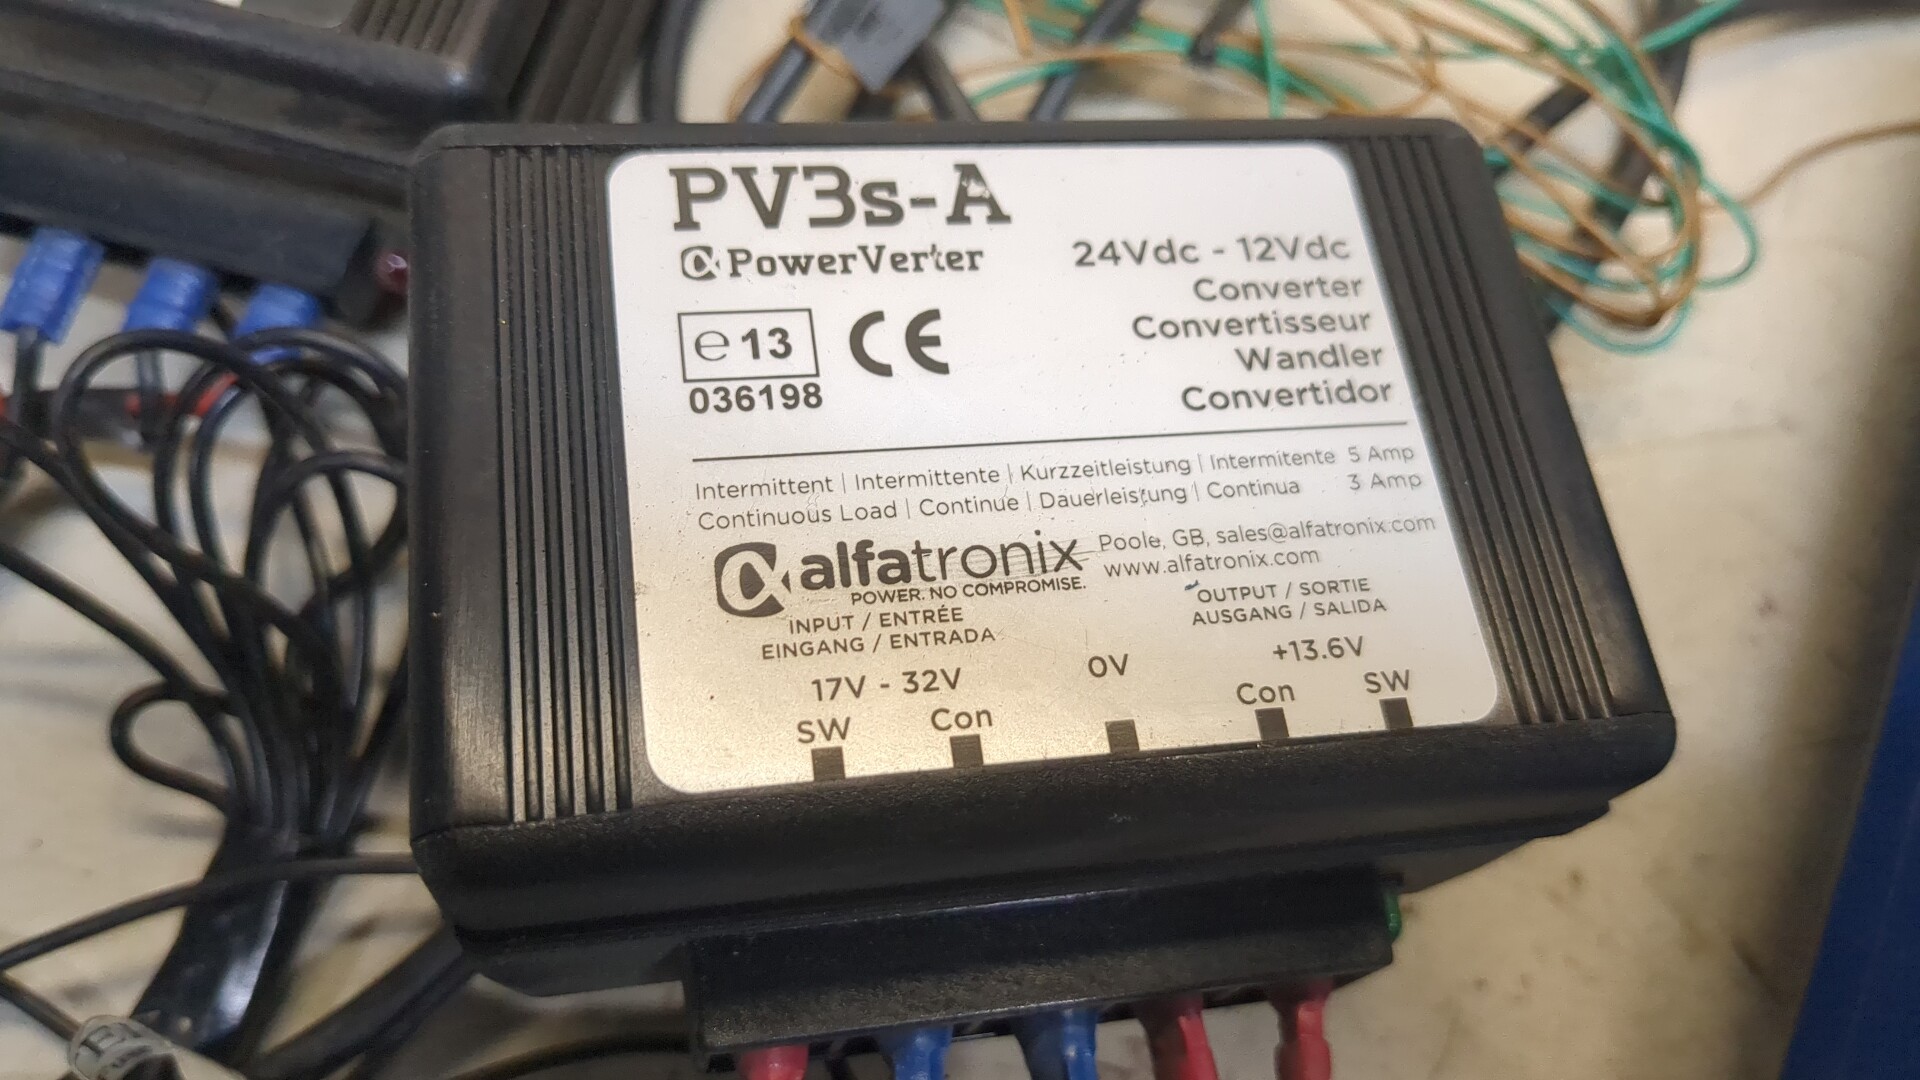 PV3s-A
PowerVerter
24Vdc - 12Vdc
Converter
Convertisseur
Wandler
Convertidor
e 13
CE
036198
Intermittent | Intermittente | Kurzzeitleistung | Intermitente 5 Amp
Continuous Load | Continue | Dauerleistung | Continua 3 Amp
alfatronix
POWER. NO COMPROMISE.
Poole, GB, sales@alfatronix.com
www.alfatronix.com
INPUT / ENTRÉE
EINGANG / ENTRADA
OUTPUT / SORTIE
AUSGANG / SALIDA
17V - 32V
0V
+13.6V
SW
Con
Con
SW